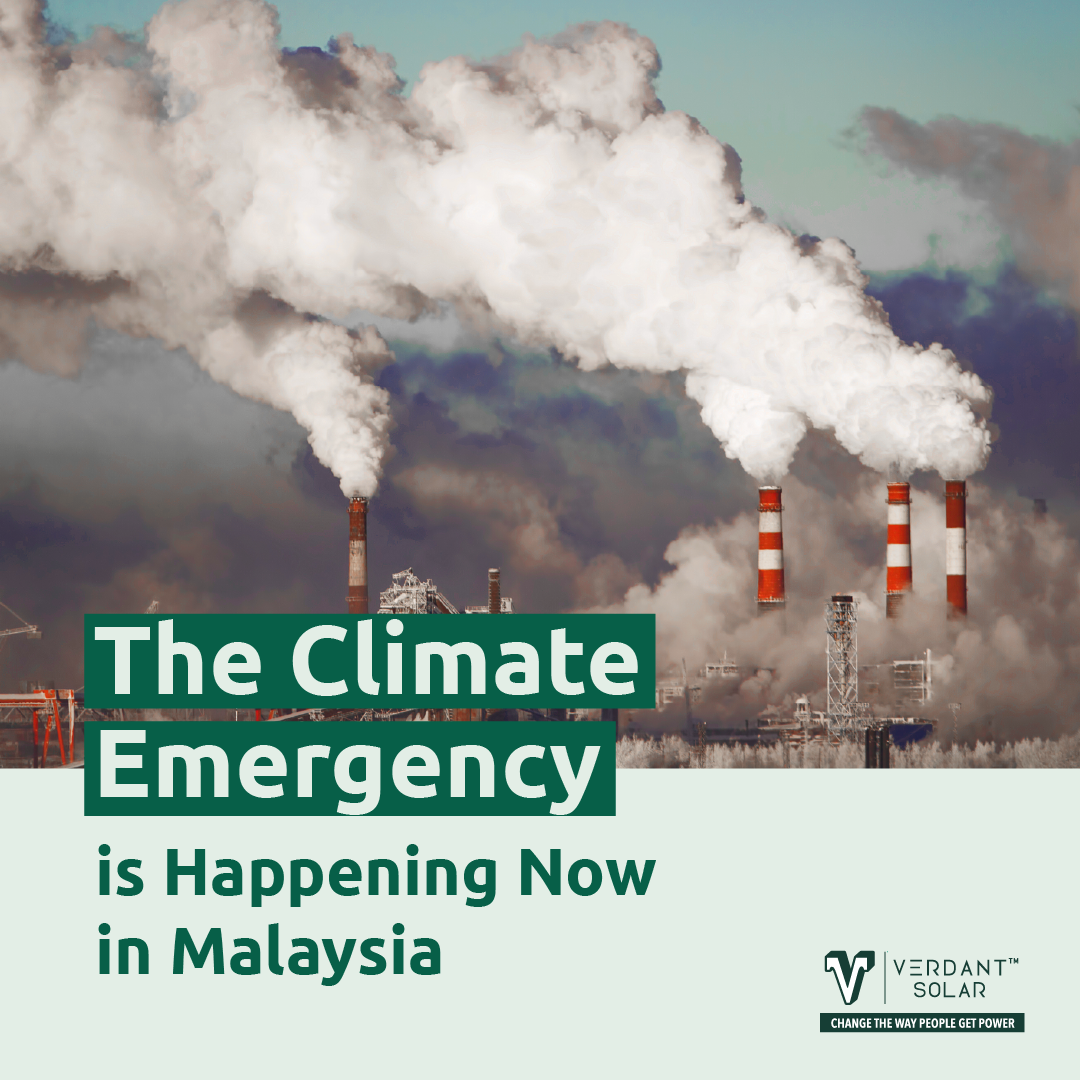 The Climate
Emergency
is Happening Now
in Malaysia
VERDANT™
SOLAR
CHANGE THE WAY PEOPLE GET POWER